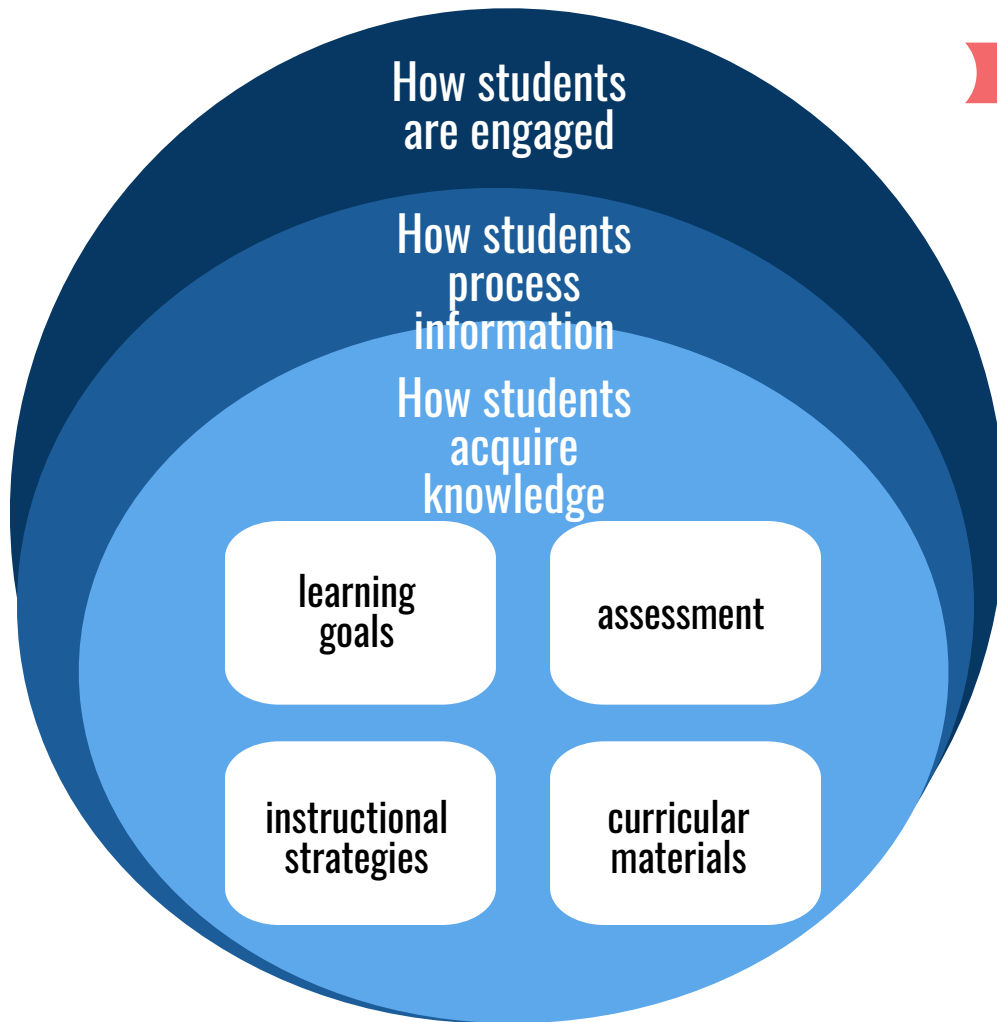 How students
are engaged
How students
process
information
How students
acquire
knowledge
learning
goals
assessment
instructional
strategies
curricular
materials